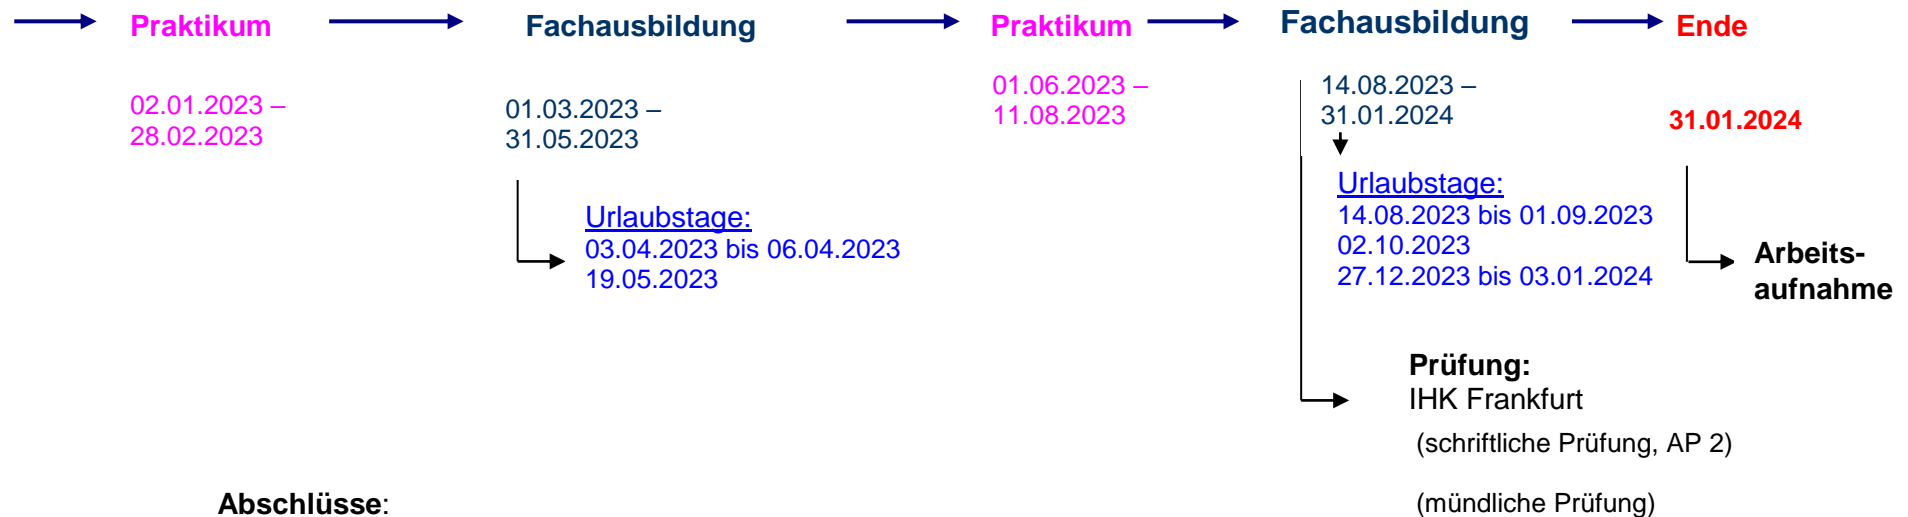 Praktikum
Fachausbildung
Praktikum
Fachausbildung
Ende
02.01.2023 –
28.02.2023
01.03.2023 –
31.05.2023
01.06.2023 –
11.08.2023
14.08.2023 –
31.01.2024
31.01.2024
Urlaubstage:
03.04.2023 bis 06.04.2023
19.05.2023
Urlaubstage:
14.08.2023 bis 01.09.2023
02.10.2023
27.12.2023 bis 03.01.2024
Arbeits-
aufnahme
Prüfung:
IHK Frankfurt
(schriftliche Prüfung, AP 2)
(mündliche Prüfung)
Abschlüsse: